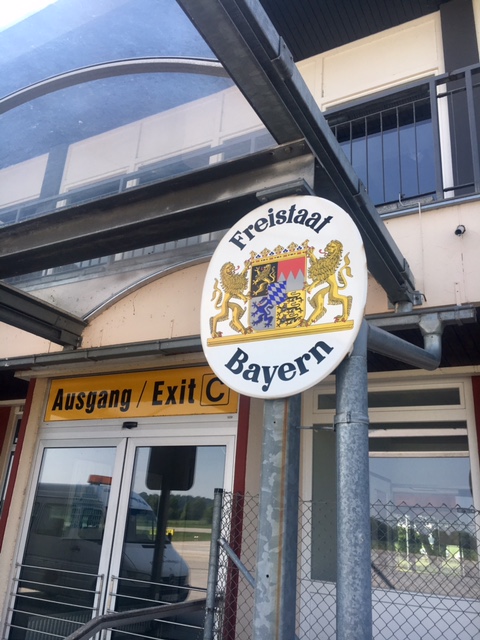 Freistaat
Bayern
Ausgang / Exit C